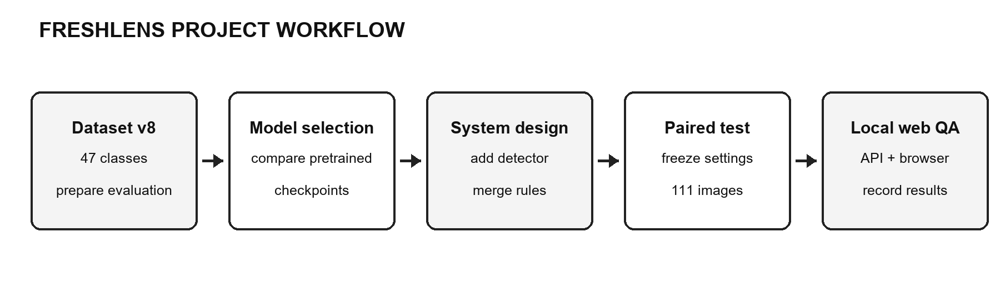 FRESHLENS PROJECT WORKFLOW
Dataset v8
47 classes
prepare evaluation
Model selection
compare pretrained
checkpoints
System design
add detector
merge rules
Paired test
freeze settings
111 images
Local web QA
API + browser
record results